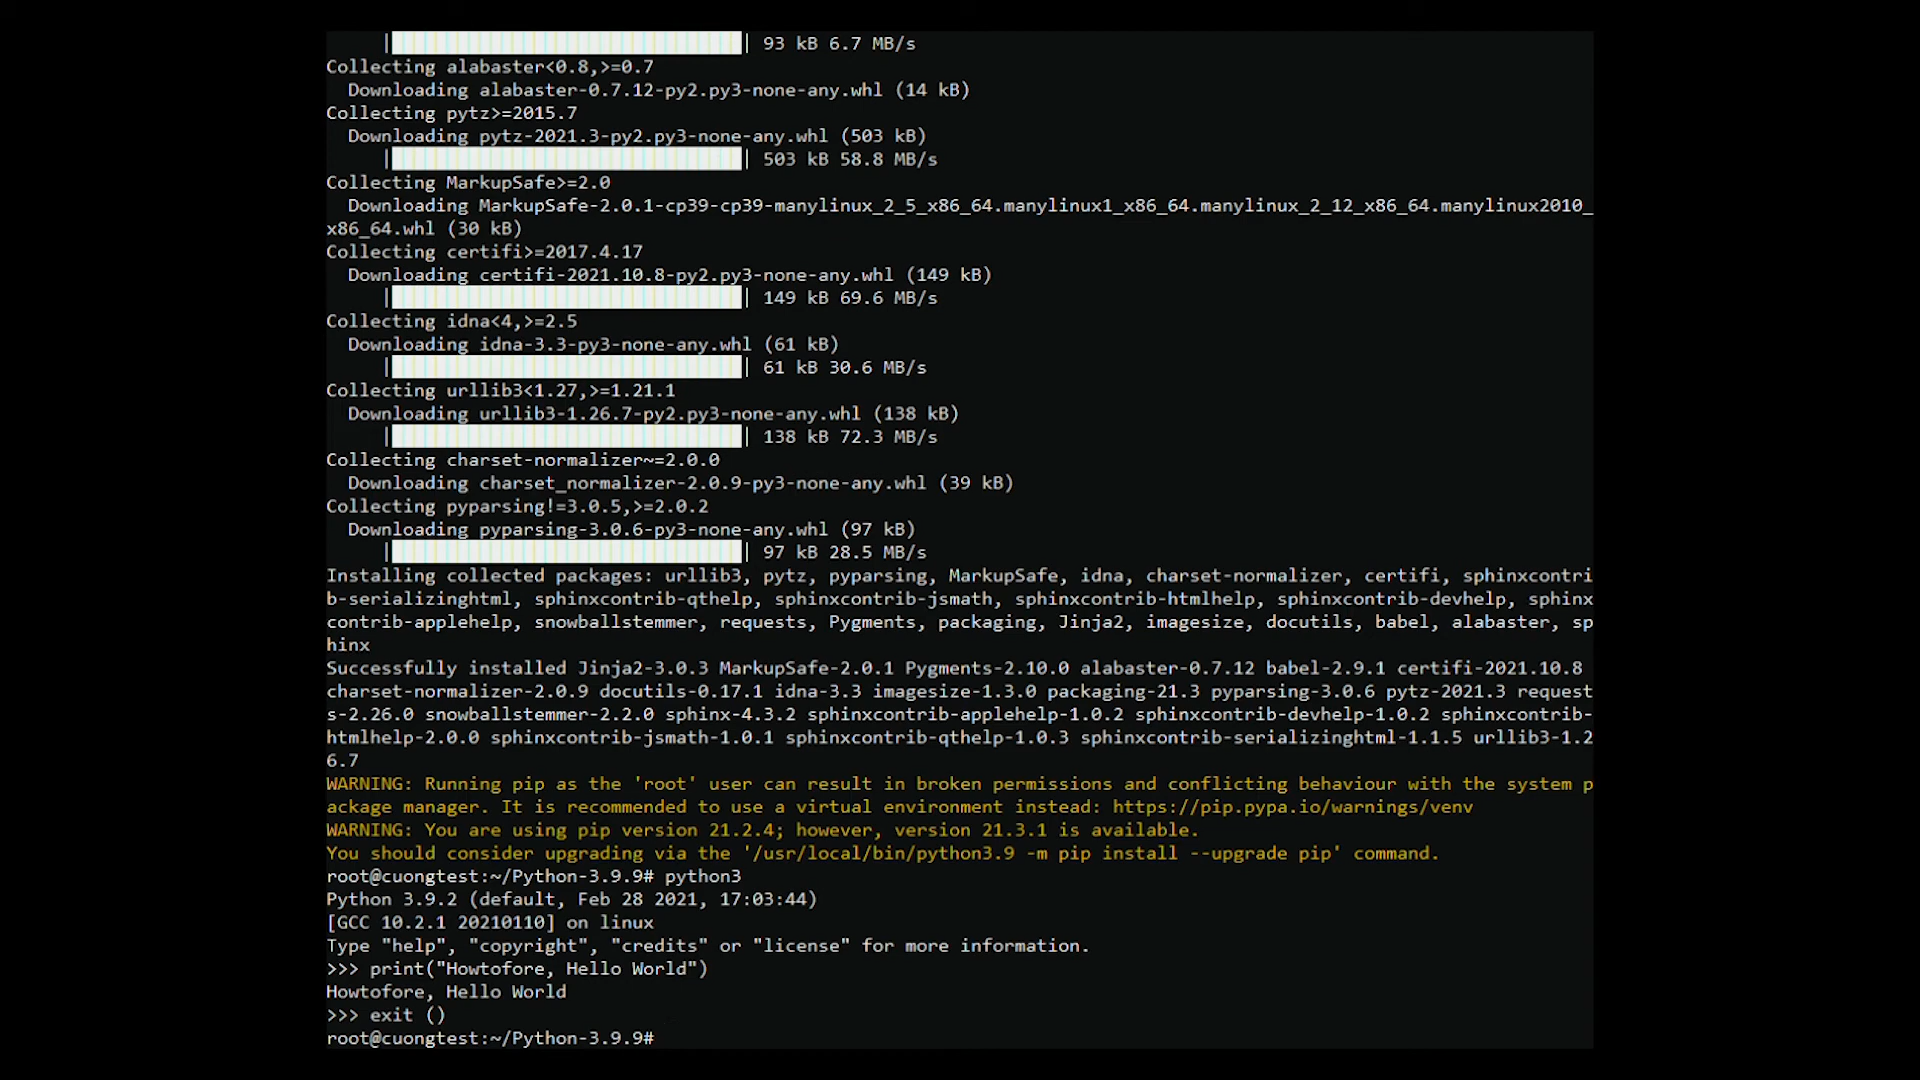 |████████████████████████████████| 93 kB 6.7 MB/s
Collecting alabaster<0.8,>=0.7
  Downloading alabaster-0.7.12-py2.py3-none-any.whl (14 kB)
Collecting pytz>=2015.7
  Downloading pytz-2021.3-py2.py3-none-any.whl (503 kB)
|████████████████████████████████| 503 kB 58.8 MB/s
Collecting MarkupSafe>=2.0
  Downloading MarkupSafe-2.0.1-cp39-cp39-manylinux_2_5_x86_64.manylinux1_x86_64.manylinux_2_12_x86_64.manylinux2010_
x86_64.whl (30 kB)
Collecting certifi>=2017.4.17
  Downloading certifi-2021.10.8-py2.py3-none-any.whl (149 kB)
|████████████████████████████████| 149 kB 69.6 MB/s
Collecting idna<4,>=2.5
  Downloading idna-3.3-py3-none-any.whl (61 kB)
|████████████████████████████████| 61 kB 30.6 MB/s
Collecting urllib3<1.27,>=1.21.1
  Downloading urllib3-1.26.7-py2.py3-none-any.whl (138 kB)
|████████████████████████████████| 138 kB 72.3 MB/s
Collecting charset-normalizer~=2.0.0
  Downloading charset_normalizer-2.0.9-py3-none-any.whl (39 kB)
Collecting pyparsing!=3.0.5,>=2.0.2
  Downloading pyparsing-3.0.6-py3-none-any.whl (97 kB)
|████████████████████████████████| 97 kB 28.5 MB/s
Installing collected packages: urllib3, pytz, pyparsing, MarkupSafe, idna, charset-normalizer, certifi, sphinxcontri
b-serializinghtml, sphinxcontrib-qthelp, sphinxcontrib-jsmath, sphinxcontrib-htmlhelp, sphinxcontrib-devhelp, sphinx
contrib-applehelp, snowballstemmer, requests, Pygments, packaging, Jinja2, imagesize, docutils, babel, alabaster, sp
hinx
Successfully installed Jinja2-3.0.3 MarkupSafe-2.0.1 Pygments-2.10.0 alabaster-0.7.12 babel-2.9.1 certifi-2021.10.8
charset-normalizer-2.0.9 docutils-0.17.1 idna-3.3 imagesize-1.3.0 packaging-21.3 pyparsing-3.0.6 pytz-2021.3 request
s-2.26.0 snowballstemmer-2.2.0 sphinx-4.3.2 sphinxcontrib-applehelp-1.0.2 sphinxcontrib-devhelp-1.0.2 sphinxcontrib-
htmlhelp-2.0.0 sphinxcontrib-jsmath-1.0.1 sphinxcontrib-qthelp-1.0.3 sphinxcontrib-serializinghtml-1.1.5 urllib3-1.2
6.7
WARNING: Running pip as the 'root' user can result in broken permissions and conflicting behaviour with the system p
ackage manager. It is recommended to use a virtual environment instead: https://pip.pypa.io/warnings/venv
WARNING: You are using pip version 21.2.4; however, version 21.3.1 is available.
You should consider upgrading via the '/usr/local/bin/python3.9 -m pip install --upgrade pip' command.
root@cuongtest:~/Python-3.9.9# python3
Python 3.9.2 (default, Feb 28 2021, 17:03:44)
[GCC 10.2.1 20210110] on linux
Type "help", "copyright", "credits" or "license" for more information.
>>> print("Howtofore, Hello World")
Howtofore, Hello World
>>> exit ()
root@cuongtest:~/Python-3.9.9#